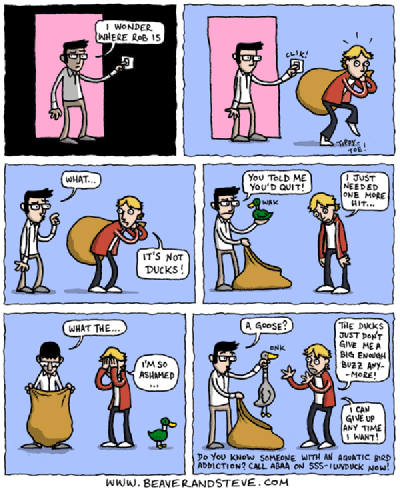 I WONDER
WHERE ROB IS
CLIK!
TIPPY-
TOE!
WHAT...
IT'S NOT
DUCKS!
YOU TOLD ME
YOU'D QUIT!
WAK
I JUST
NEEDED
ONE MORE
HIT...
WHAT THE...
I'M SO
ASHAMED
...
A GOOSE?
ONK
THE DUCKS
JUST DON'T
GIVE ME A
BIG ENOUGH
BUZZ ANY-
-MORE!
I CAN
GIVE UP
ANY TIME
I WANT!
DO YOU KNOW SOMEONE WITH AN AQUATIC BIRD
ADDICTION? CALL ABAA ON 555-IUVDUCK NOW!
WWW.BEAVERANDSTEVE.COM